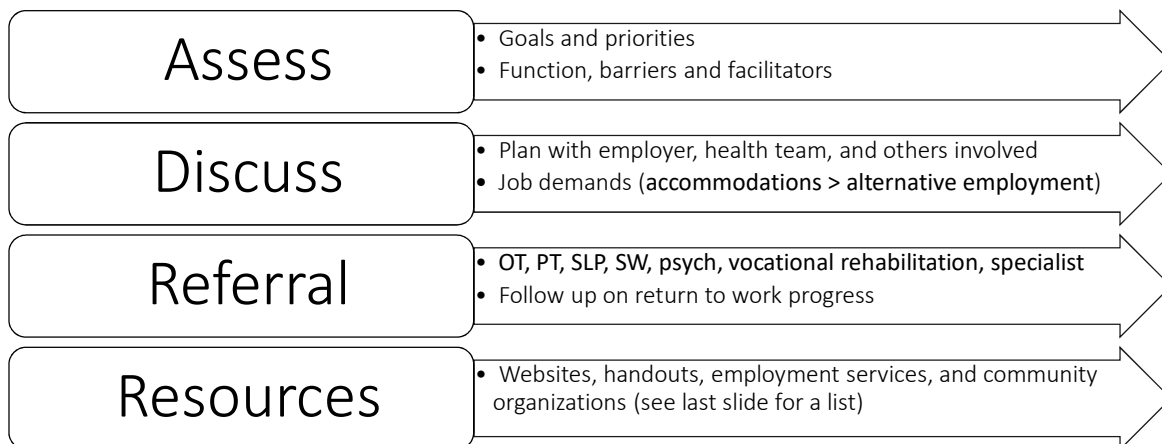 Assess
• Goals and priorities
• Function, barriers and facilitators
Discuss
• Plan with employer, health team, and others involved
• Job demands (accommodations > alternative employment)
Referral
• OT, PT, SLP, SW, psych, vocational rehabilitation, specialist
• Follow up on return to work progress
Resources
• Websites, handouts, employment services, and community
organizations (see last slide for a list)